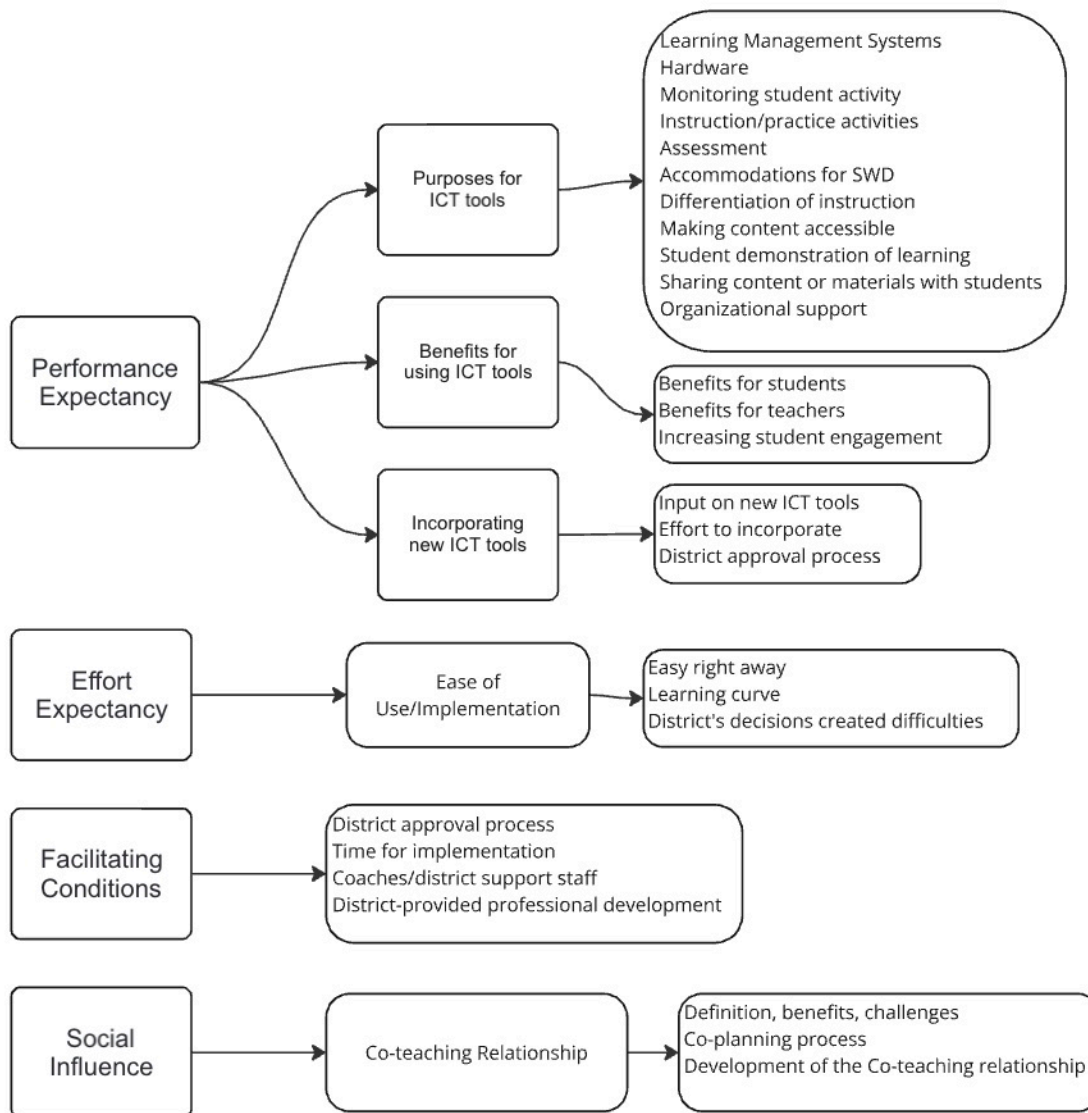 Performance
Expectancy
Purposes for
ICT tools
Learning Management Systems
Hardware
Monitoring student activity
Instruction/practice activities
Assessment
Accommodations for SWD
Differentiation of instruction
Making content accessible
Student demonstration of learning
Sharing content or materials with students
Organizational support
Benefits for
using ICT tools
Benefits for students
Benefits for teachers
Increasing student engagement
Incorporating
new ICT tools
Input on new ICT tools
Effort to incorporate
District approval process
Effort
Expectancy
Ease of
Use/Implementation
Easy right away
Learning curve
District's decisions created difficulties
Facilitating
Conditions
District approval process
Time for implementation
Coaches/district support staff
District-provided professional development
Social
Influence
Co-teaching Relationship
Definition, benefits, challenges
Co-planning process
Development of the Co-teaching relationship